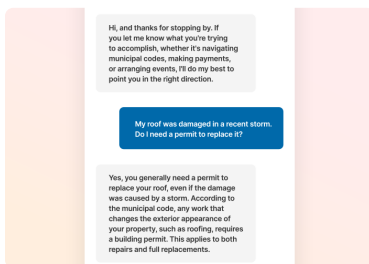 Hi, and thanks for stopping by. If
you let me know what you're trying
to accomplish, whether it's navigating
municipal codes, making payments,
or arranging events, I'll do my best to
point you in the right direction.
My roof was damaged in a recent storm.
Do I need a permit to replace it?
Yes, you generally need a permit to
replace your roof, even if the damage
was caused by a storm. According to
the municipal code, any work that
changes the exterior appearance of
your property, such as roofing, requires
a building permit. This applies to both
repairs and full replacements.